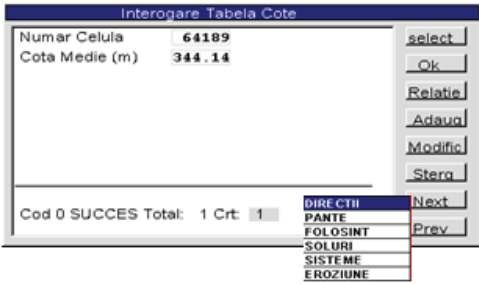 Interogare Tabela Cote
Numar Celula 64189
Cota Medie (m) 344.14
select
Ok
Relatie
Adaug
Modific
Sterg
Next
Prev
Cod 0 SUCCES Total: 1 Crt: 1
DIRECTII
PANTE
FOLOSINT
SOLURI
SISTEME
EROZIUNE